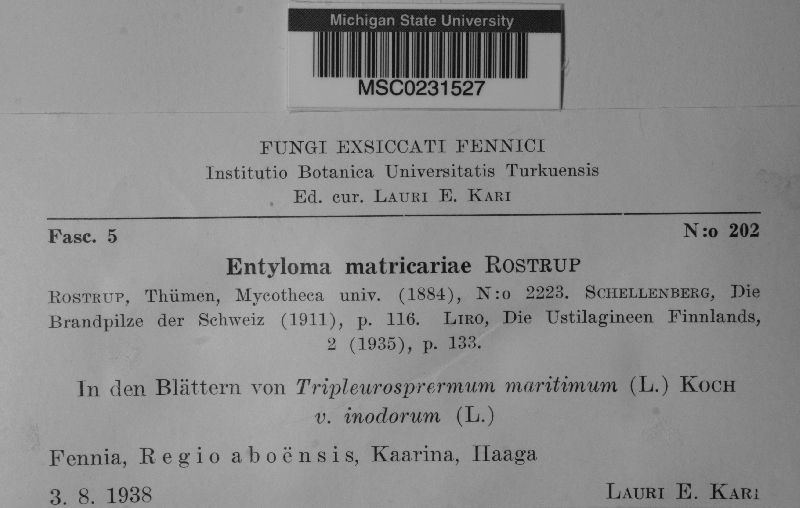 Michigan State University
MSC0231527
FUNGI EXSICCATI FENNICI
Institutio Botanica Universitatis Turkuensis
Ed. cur. LAURI E. KARI
Fasc. 5 N:o 202
Entyloma matricariae ROSTRUP
ROSTRUP, Thümen, Mycotheca univ. (1884), N:o 2223. SCHELLENBERG, Die
Brandpilze der Schweiz (1911), p. 116. LIRO, Die Ustilagineen Finnlands,
2 (1935), p. 133.
In den Blättern von Tripleurosprermum maritimum (L.) KOCH
v. inodorum (L.)
Fennia, Regio aboënsis, Kaarina, Haaga
3. 8. 1938 LAURI E. KARI